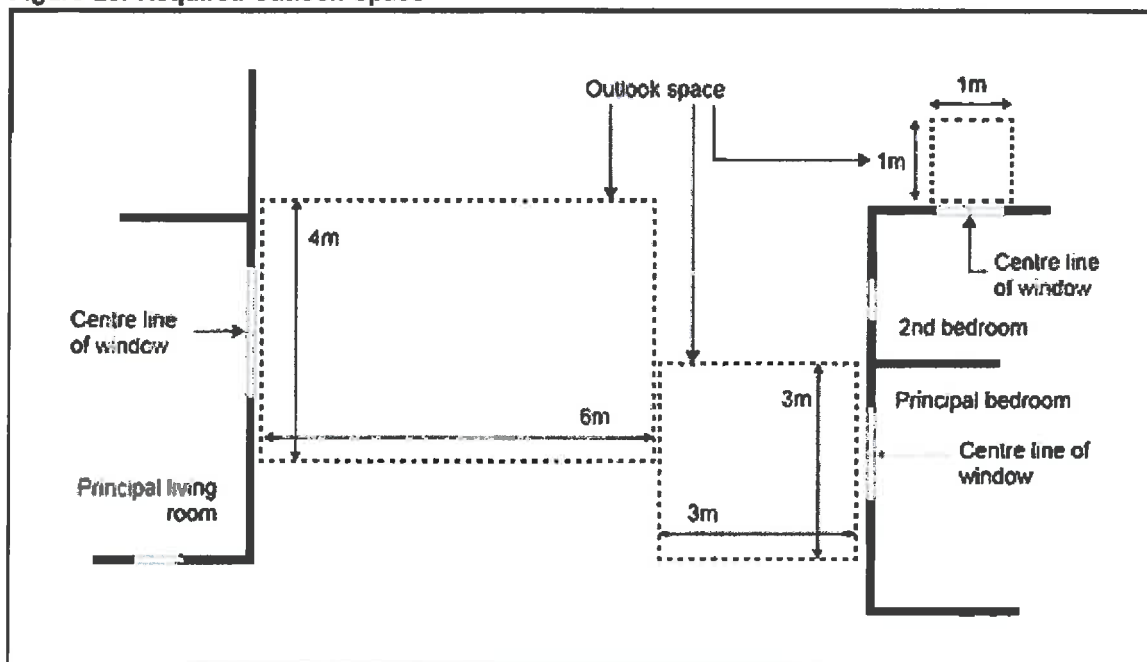 Outlook space
1m
1m
4m
Centre line
of window
Centre line
of window
2nd bedroom
3m
Principal bedroom
6m
Centre line of
window
Principal living
room
3m